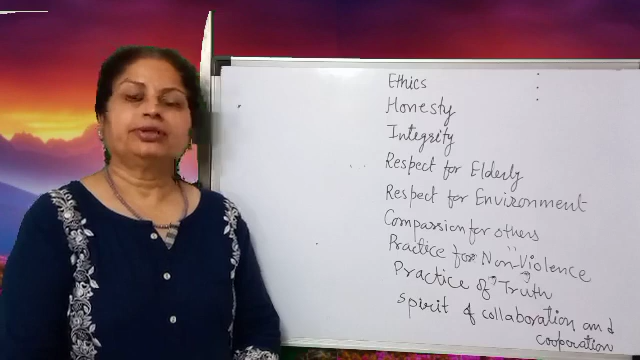 Ethics
Honesty
Integrity
Respect for Elderly
Respect for Environment
Compassion for others
Practice for Non-Violence
Practice of Truth
Spirit of collaboration and
cooperation